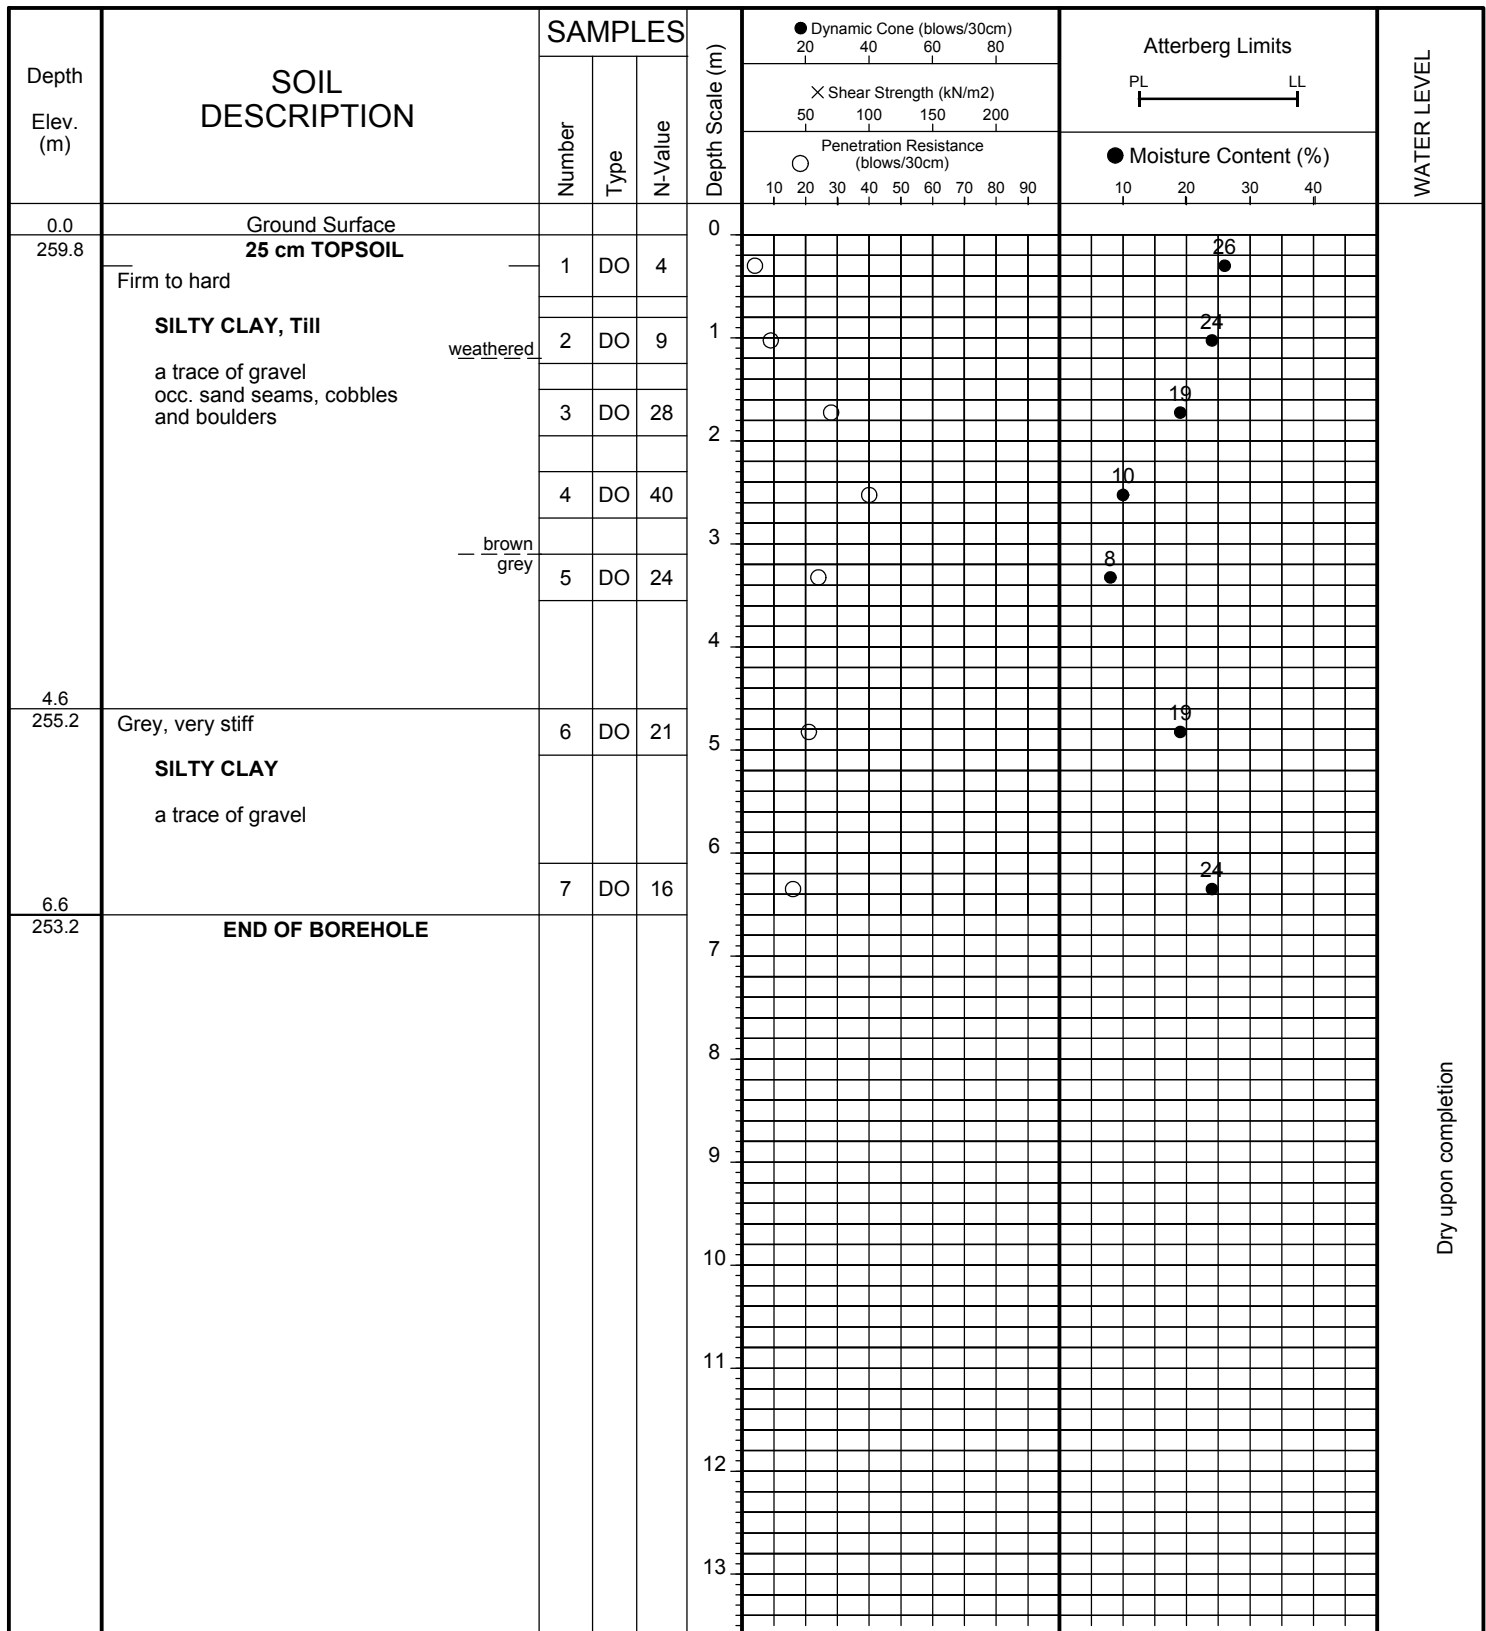 Depth
Elev.
(m)
SOIL
DESCRIPTION
SAMPLES
Number
Type
N-Value
Depth Scale (m)
Dynamic Cone (blows/30cm)
20 40 60 80
Shear Strength (kN/m2)
50 100 150 200
Penetration Resistance
(blows/30cm)
10 20 30 40 50 60 70 80 90
Atterberg Limits
PL LL
Moisture Content (%)
10 20 30 40
WATER LEVEL
0.0 Ground Surface 0
259.8 25 cm TOPSOIL
26
1 DO 4
Firm to hard
SILTY CLAY, Till
24
1
weathered 2 DO 9
a trace of gravel
occ. sand seams, cobbles
19
and boulders 3 DO 28
2
10
4 DO 40
3
brown
grey
8
5 DO 24
4
4.6
255.2 Grey, very stiff
19
6 DO 21
5
SILTY CLAY
a trace of gravel
6
24
7 DO 16
6.6
253.2 END OF BOREHOLE
7
8
9
10
11
12
13
Dry upon completion